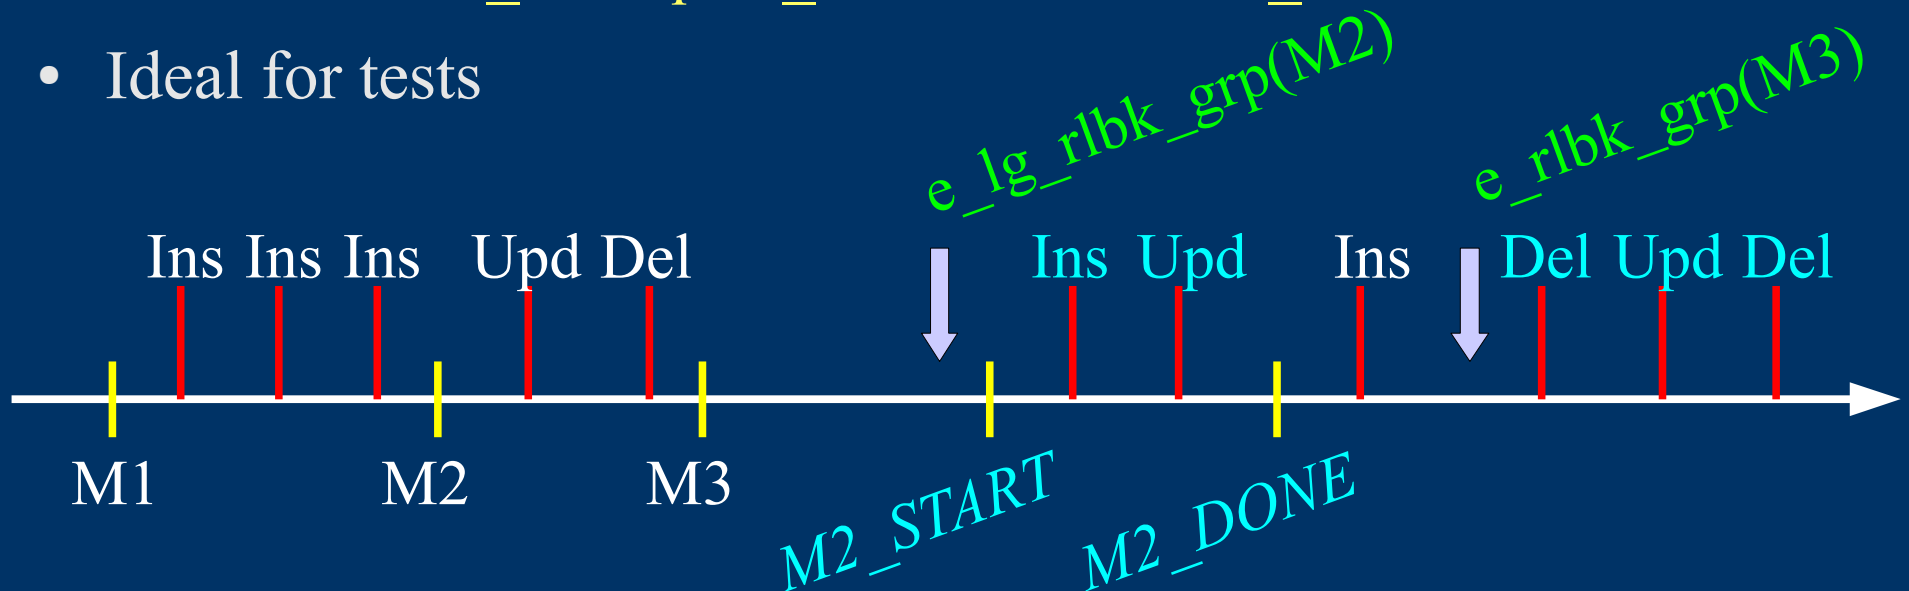 • Ideal for tests
e_lg_rlbk_grp(M2) e_rlbk_grp(M3)
Ins Ins Ins Upd Del Ins Upd Ins Del Upd Del
M1 M2 M3 M2_START M2_DONE